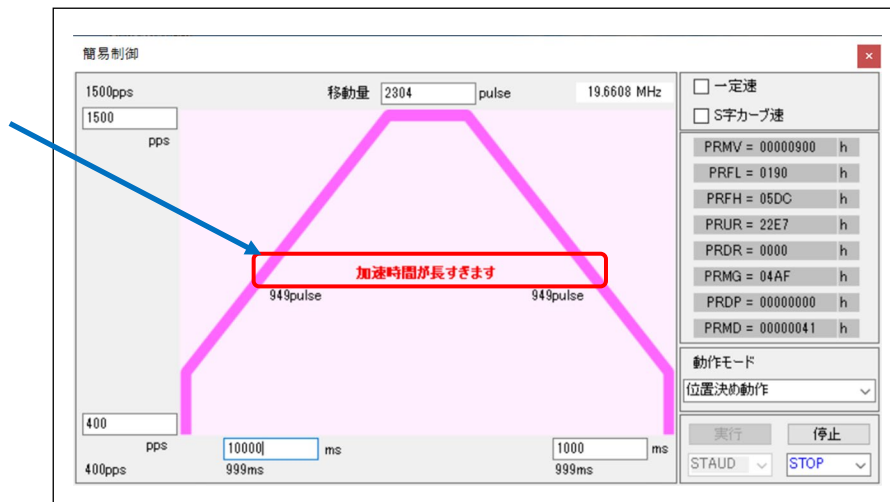 簡易制御
1500pps
移動量 2304 pulse
19.6608 MHz
1500
pps
加速時間が長すぎます
949pulse
949pulse
400
pps
400pps
10000 ms
999ms
1000 ms
999ms
一定速
S字カーブ速
PRMV = 00000900 h
PRFL = 0190 h
PRFH = 05DC h
PRUR = 22E7 h
PRDR = 0000 h
PRMG = 04AF h
PRDP = 00000000 h
PRMD = 00000041 h
動作モード
位置決め動作
実行
停止
STAUD
STOP